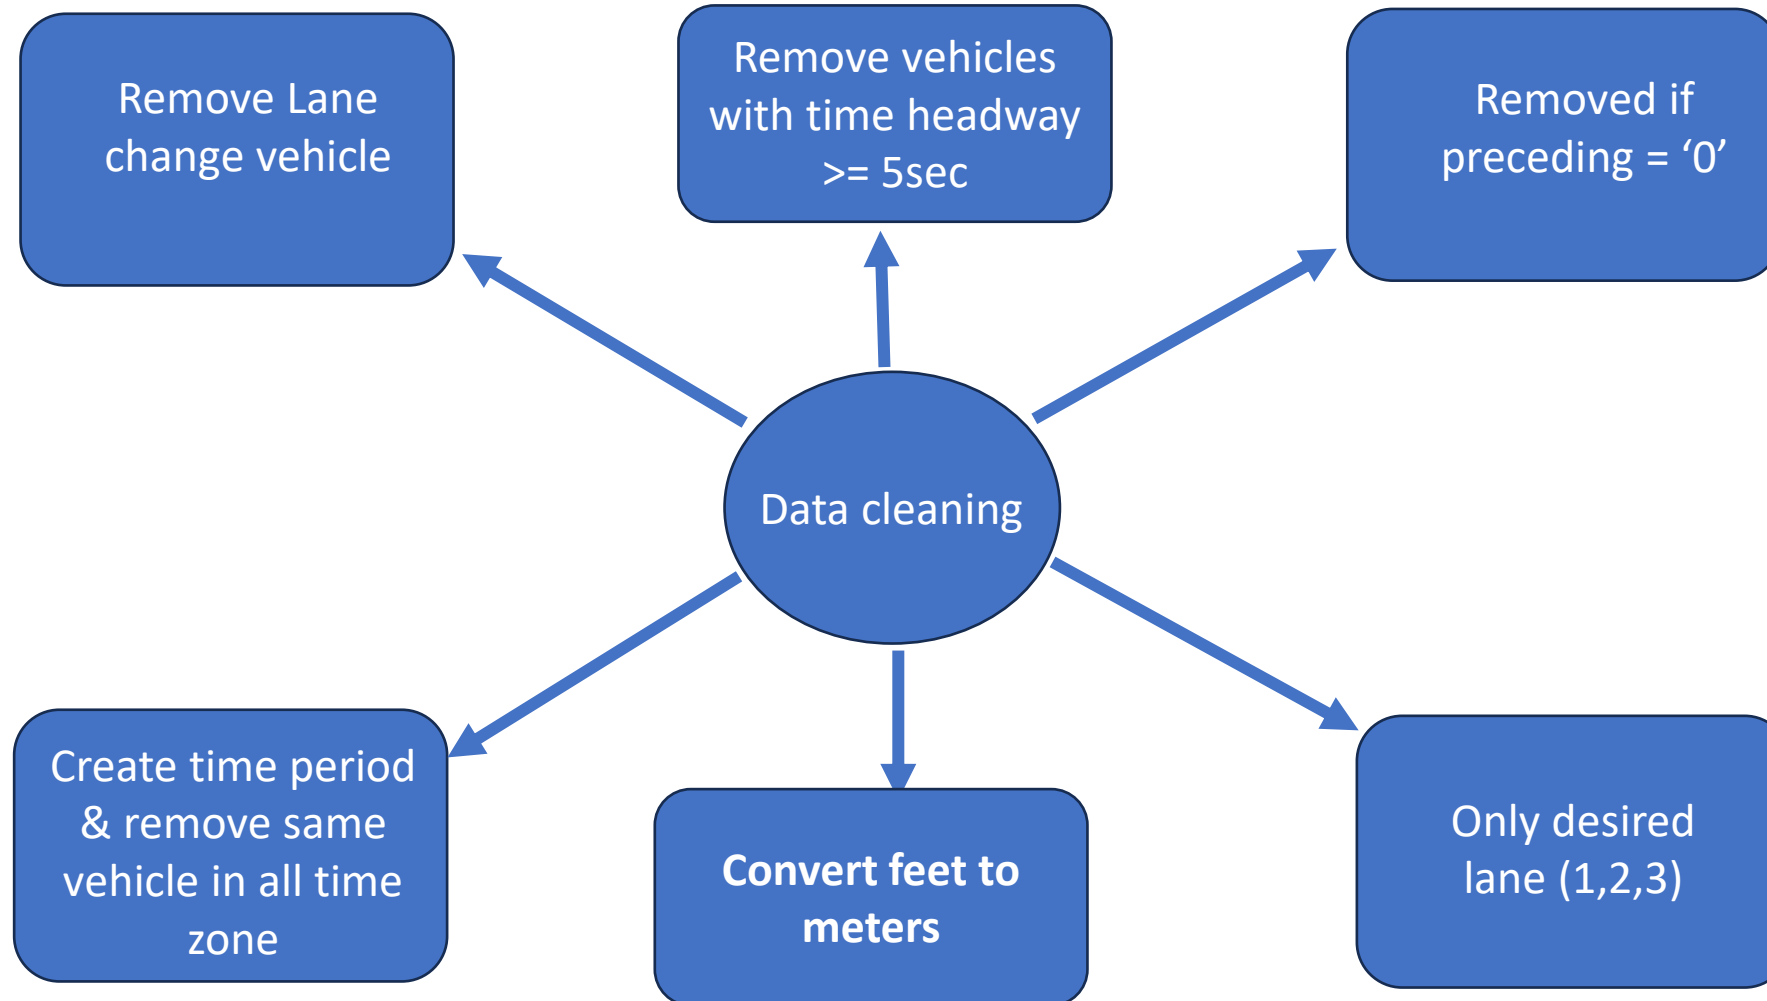 Remove Lane
change vehicle
Remove vehicles
with time headway
>= 5sec
Removed if
preceding = ‘0’
Data cleaning
Create time period
& remove same
vehicle in all time
zone
Convert feet to
meters
Only desired
lane (1,2,3)